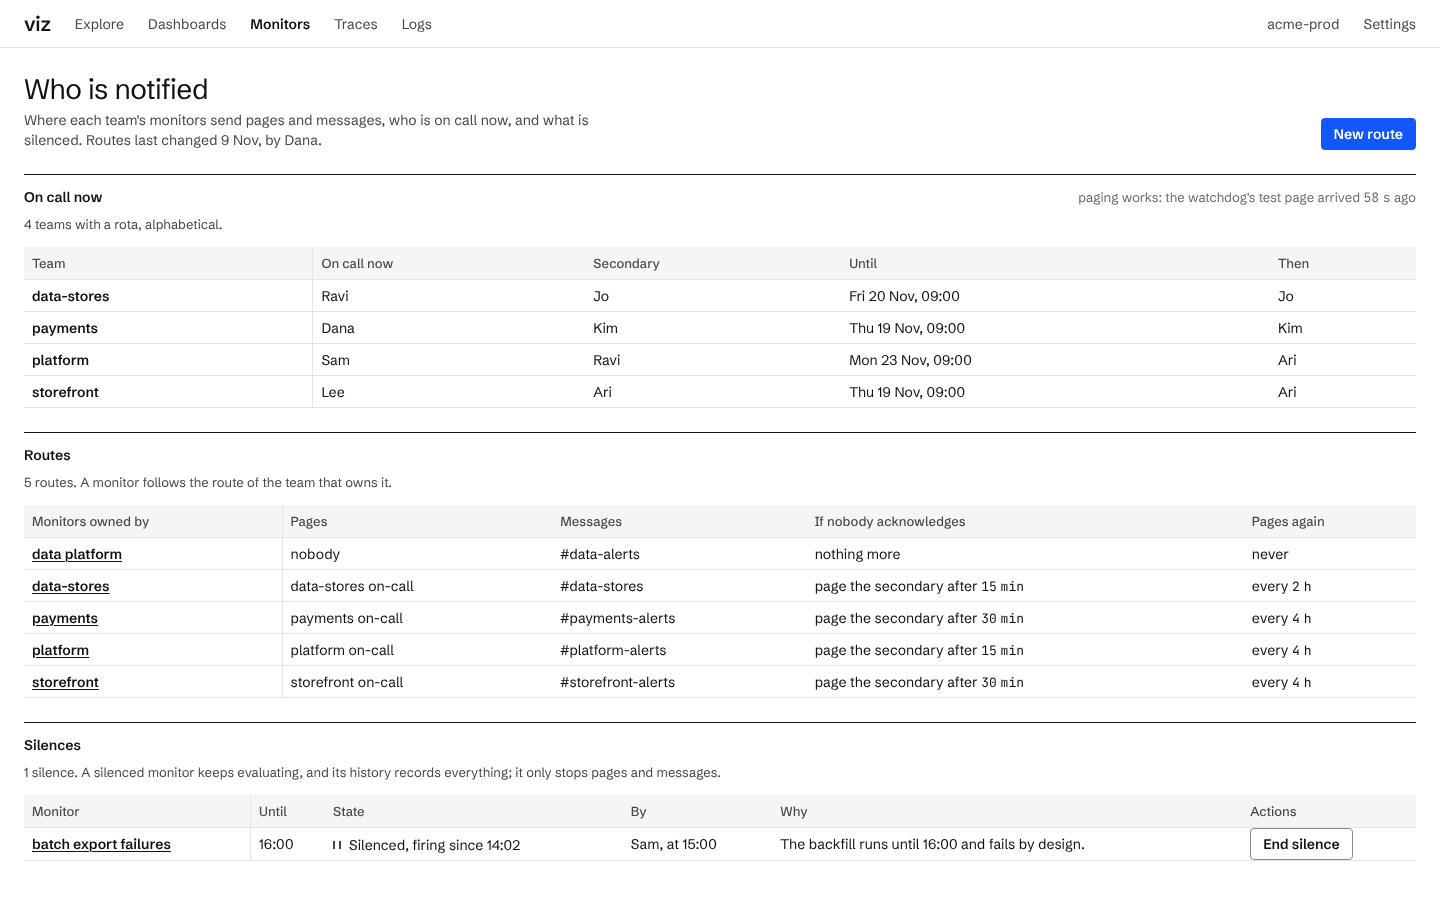 viz Explore Dashboards Monitors Traces Logs acme-prod Settings
Who is notified
Where each team's monitors send pages and messages, who is on call now, and what is
silenced. Routes last changed 9 Nov, by Dana.
New route
On call now paging works: the watchdog's test page arrived 58 s ago
4 teams with a rota, alphabetical.
Team On call now Secondary Until Then
data-stores Ravi Jo Fri 20 Nov, 09:00 Jo
payments Dana Kim Thu 19 Nov, 09:00 Kim
platform Sam Ravi Mon 23 Nov, 09:00 Ari
storefront Lee Ari Thu 19 Nov, 09:00 Ari
Routes
5 routes. A monitor follows the route of the team that owns it.
Monitors owned by Pages Messages If nobody acknowledges Pages again
data platform nobody #data-alerts nothing more never
data-stores data-stores on-call #data-stores page the secondary after 15 min every 2 h
payments payments on-call #payments-alerts page the secondary after 30 min every 4 h
platform platform on-call #platform-alerts page the secondary after 15 min every 4 h
storefront storefront on-call #storefront-alerts page the secondary after 30 min every 4 h
Silences
1 silence. A silenced monitor keeps evaluating, and its history records everything; it only stops pages and messages.
Monitor Until State By Why Actions
batch export failures 16:00 Silenced, firing since 14:02 Sam, at 15:00 The backfill runs until 16:00 and fails by design. End silence